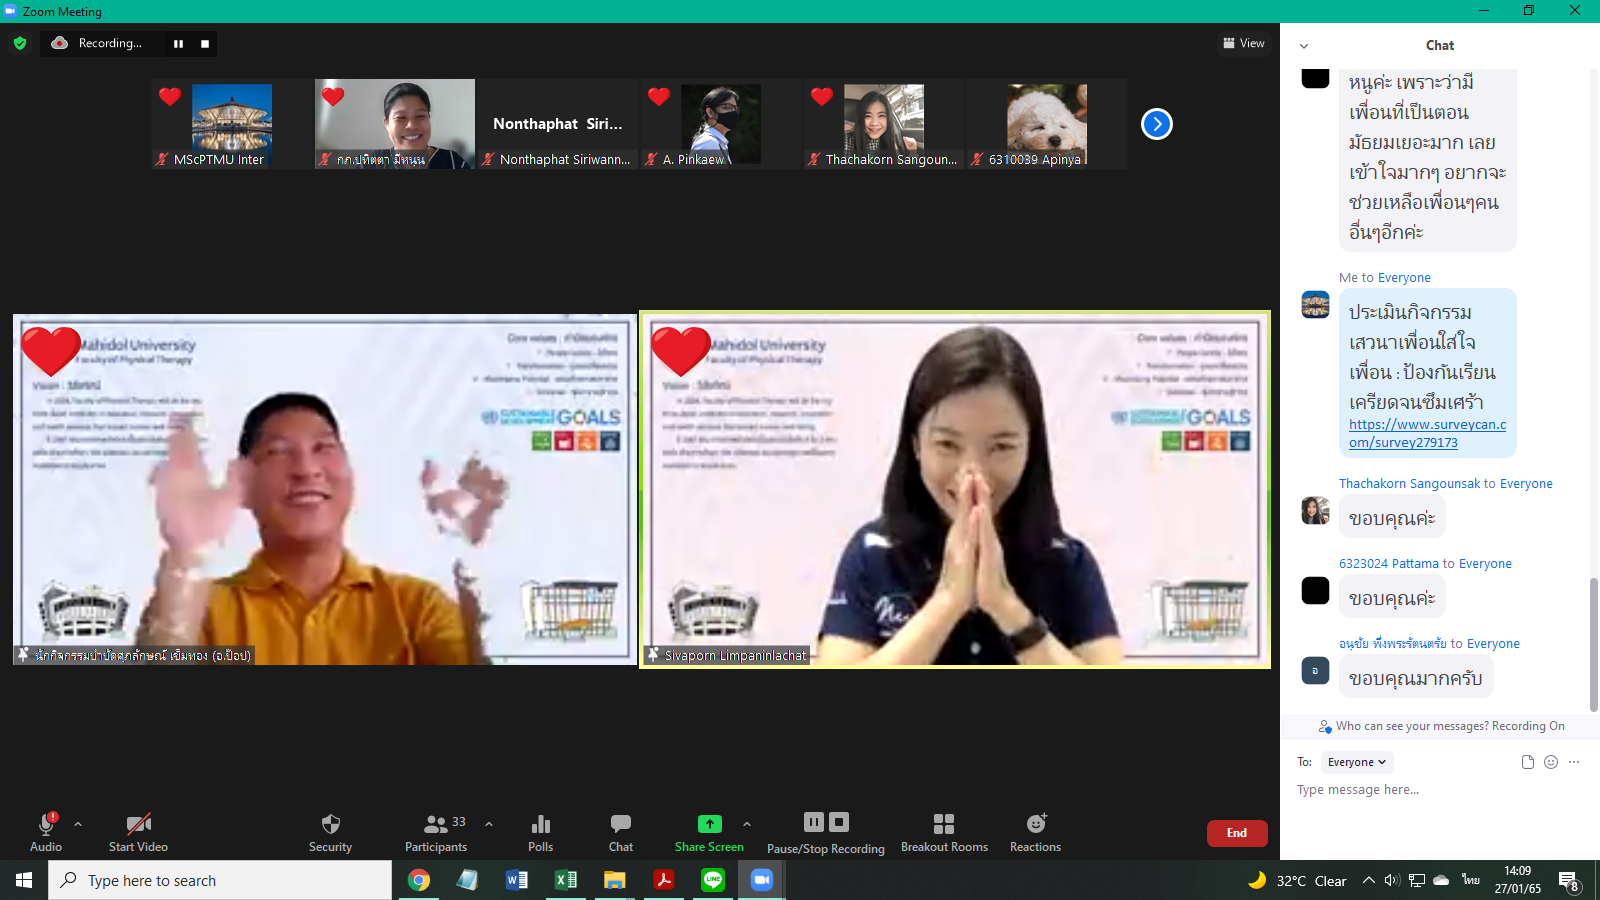 Zoom Meeting
Recording...
View
MScPTMU Inter
กภ.ปทิตตา มีหนุน
Nonthaphat Siri...
Nonthaphat Siriwann...
A. Pinkaew
Thachakorn Sangoun...
6310039 Apinya
Mahidol University
Faculty of Physical Therapy
Vision :
GOALS
นักกิจกรรมบำบัดศุภลักษณ์ เข็มทอง (อ.ป๊อป)
Mahidol University
Faculty of Physical Therapy
Vision :
GOALS
Sivaporn Limpaninlachat
Chat
หนูค่ะ เพราะว่ามี
เพื่อนที่เป็นตอน
มัธยมเยอะมาก เลย
เข้าใจมากๆ อยากจะ
ช่วยเหลือเพื่อนๆคน
อื่นๆอีกค่ะ
Me to Everyone
ประเมินกิจกรรม
เสวนาเพื่อนใส่ใจ
เพื่อน : ป้องกันเรียน
เครียดจนซึมเศร้า
https://www.surveycan.c
om/survey279173
Thachakorn Sangounsak to Everyone
ขอบคุณค่ะ
6323024 Pattama to Everyone
ขอบคุณค่ะ
อนุชัย พึ่งพระรัตนตรัย to Everyone
อ
ขอบคุณมากครับ
Who can see your messages? Recording On
To: Everyone
Type message here...
Audio
Start Video
Security
Participants
33
Polls
Chat
Share Screen
Pause/Stop Recording
Breakout Rooms
Reactions
End
Type here to search
32°C Clear
ไทย
14:09
27/01/65
8